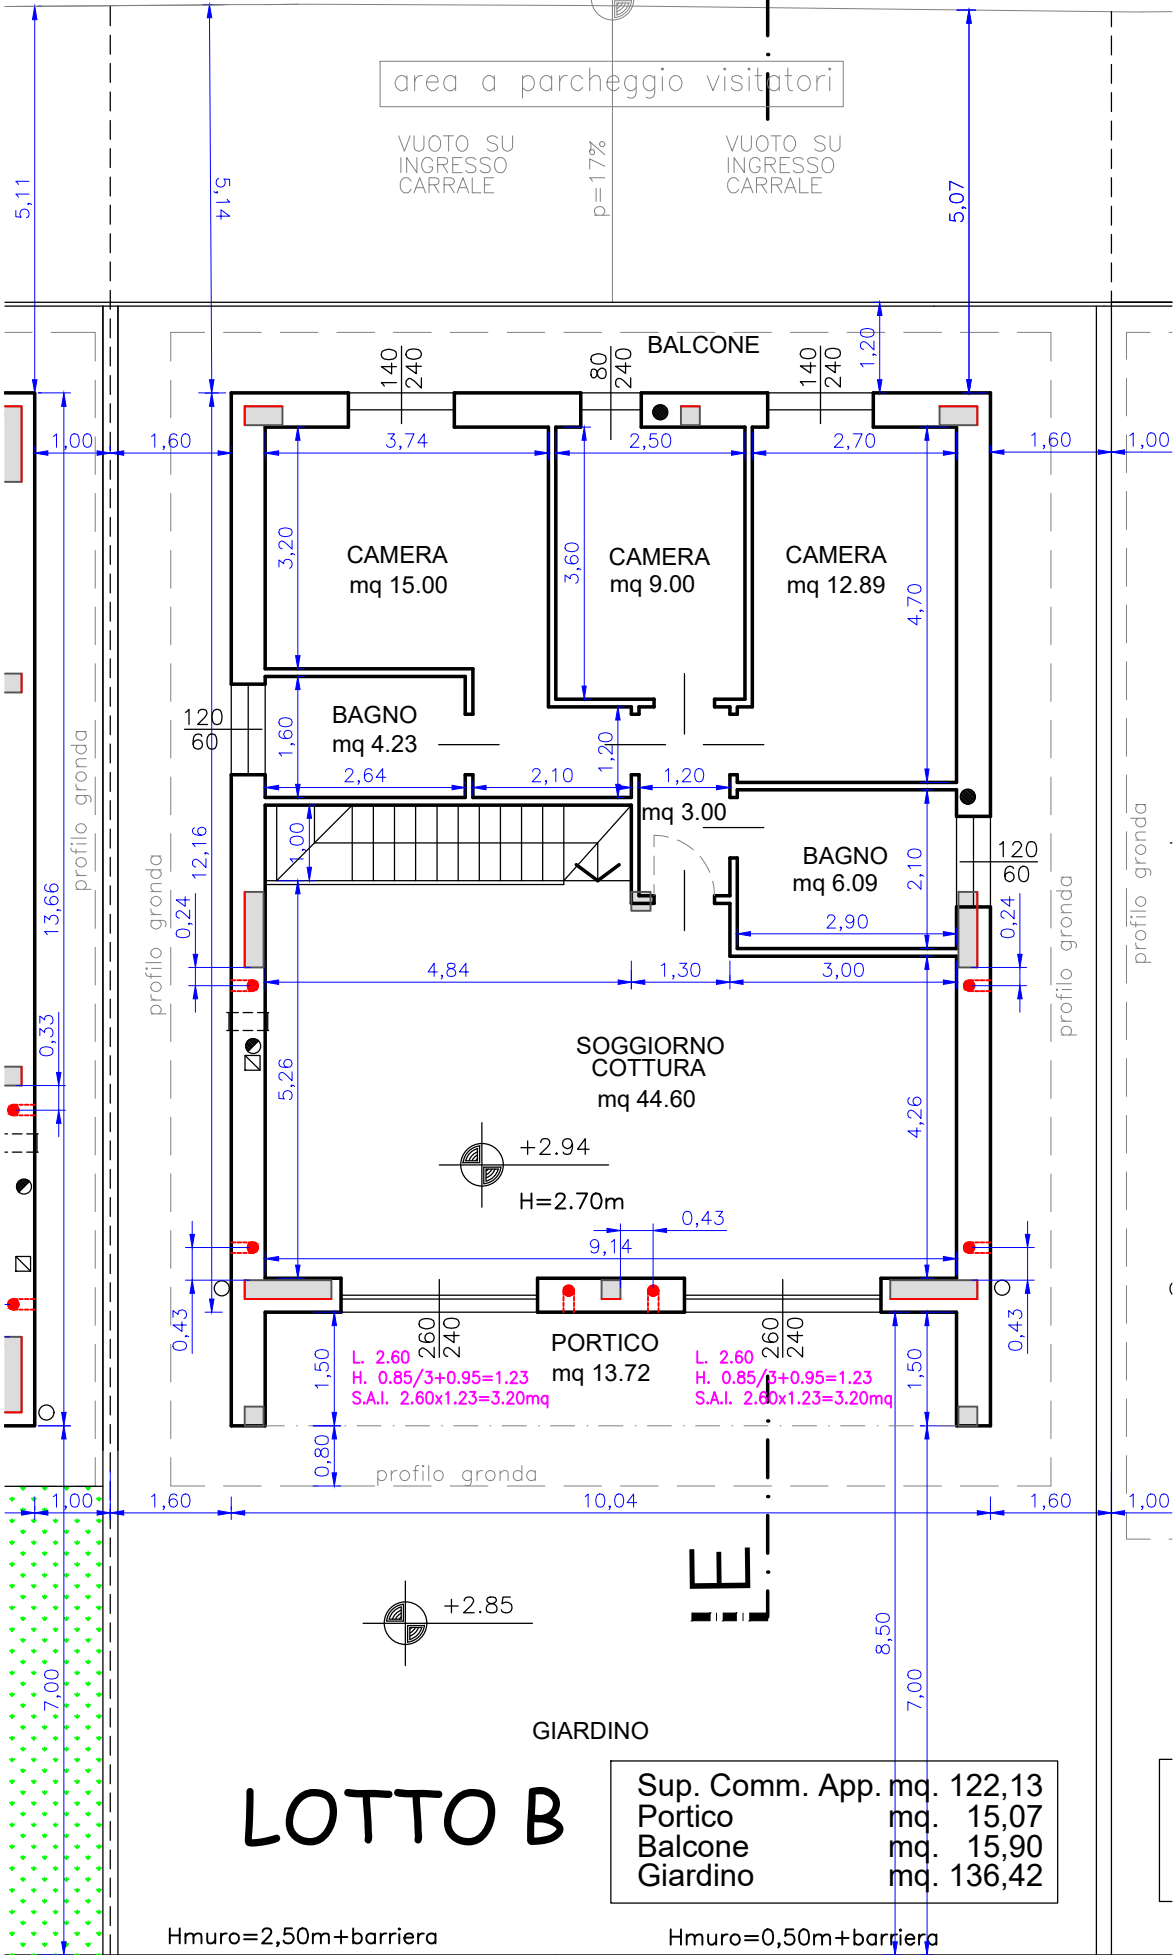 area a parcheggio visitatori
VUOTO SU
INGRESSO
CARRALE
p=17%
VUOTO SU
INGRESSO
CARRALE
5,11
5,14
5,07
BALCONE
1,20
140
240
80
240
140
240
1,00
1,60
3,74
2,50
2,70
1,60
1,00
3,20
3,60
4,70
CAMERA
mq 15.00
CAMERA
mq 9.00
CAMERA
mq 12.89
120
60
BAGNO
mq 4.23
1,60
1,20
2,64
2,10
1,20
mq 3.00
profilo gronda
profilo gronda
profilo gronda
profilo gronda
12,16
13,66
1,00
BAGNO
mq 6.09
2,10
120
60
0,24
0,24
2,90
4,84
1,30
3,00
0,33
5,26
SOGGIORNO
COTTURA
mq 44.60
4,26
+2.94
H=2.70m
0,43
9,14
0,43
0,43
260
240
260
240
PORTICO
mq 13.72
1,50
1,50
L. 2.60
H. 0.85/3+0.95=1.23
S.A.I. 2.60x1.23=3.20mq
L. 2.60
H. 0.85/3+0.95=1.23
S.A.I. 2.60x1.23=3.20mq
0,80
profilo gronda
1,00
1,60
10,04
1,60
1,00
E
+2.85
8,50
7,00
7,00
GIARDINO
LOTTO B
Sup. Comm. App. mq. 122,13
Portico mq. 15,07
Balcone mq. 15,90
Giardino mq. 136,42
Hmuro=2,50m+barriera
Hmuro=0,50m+barriera